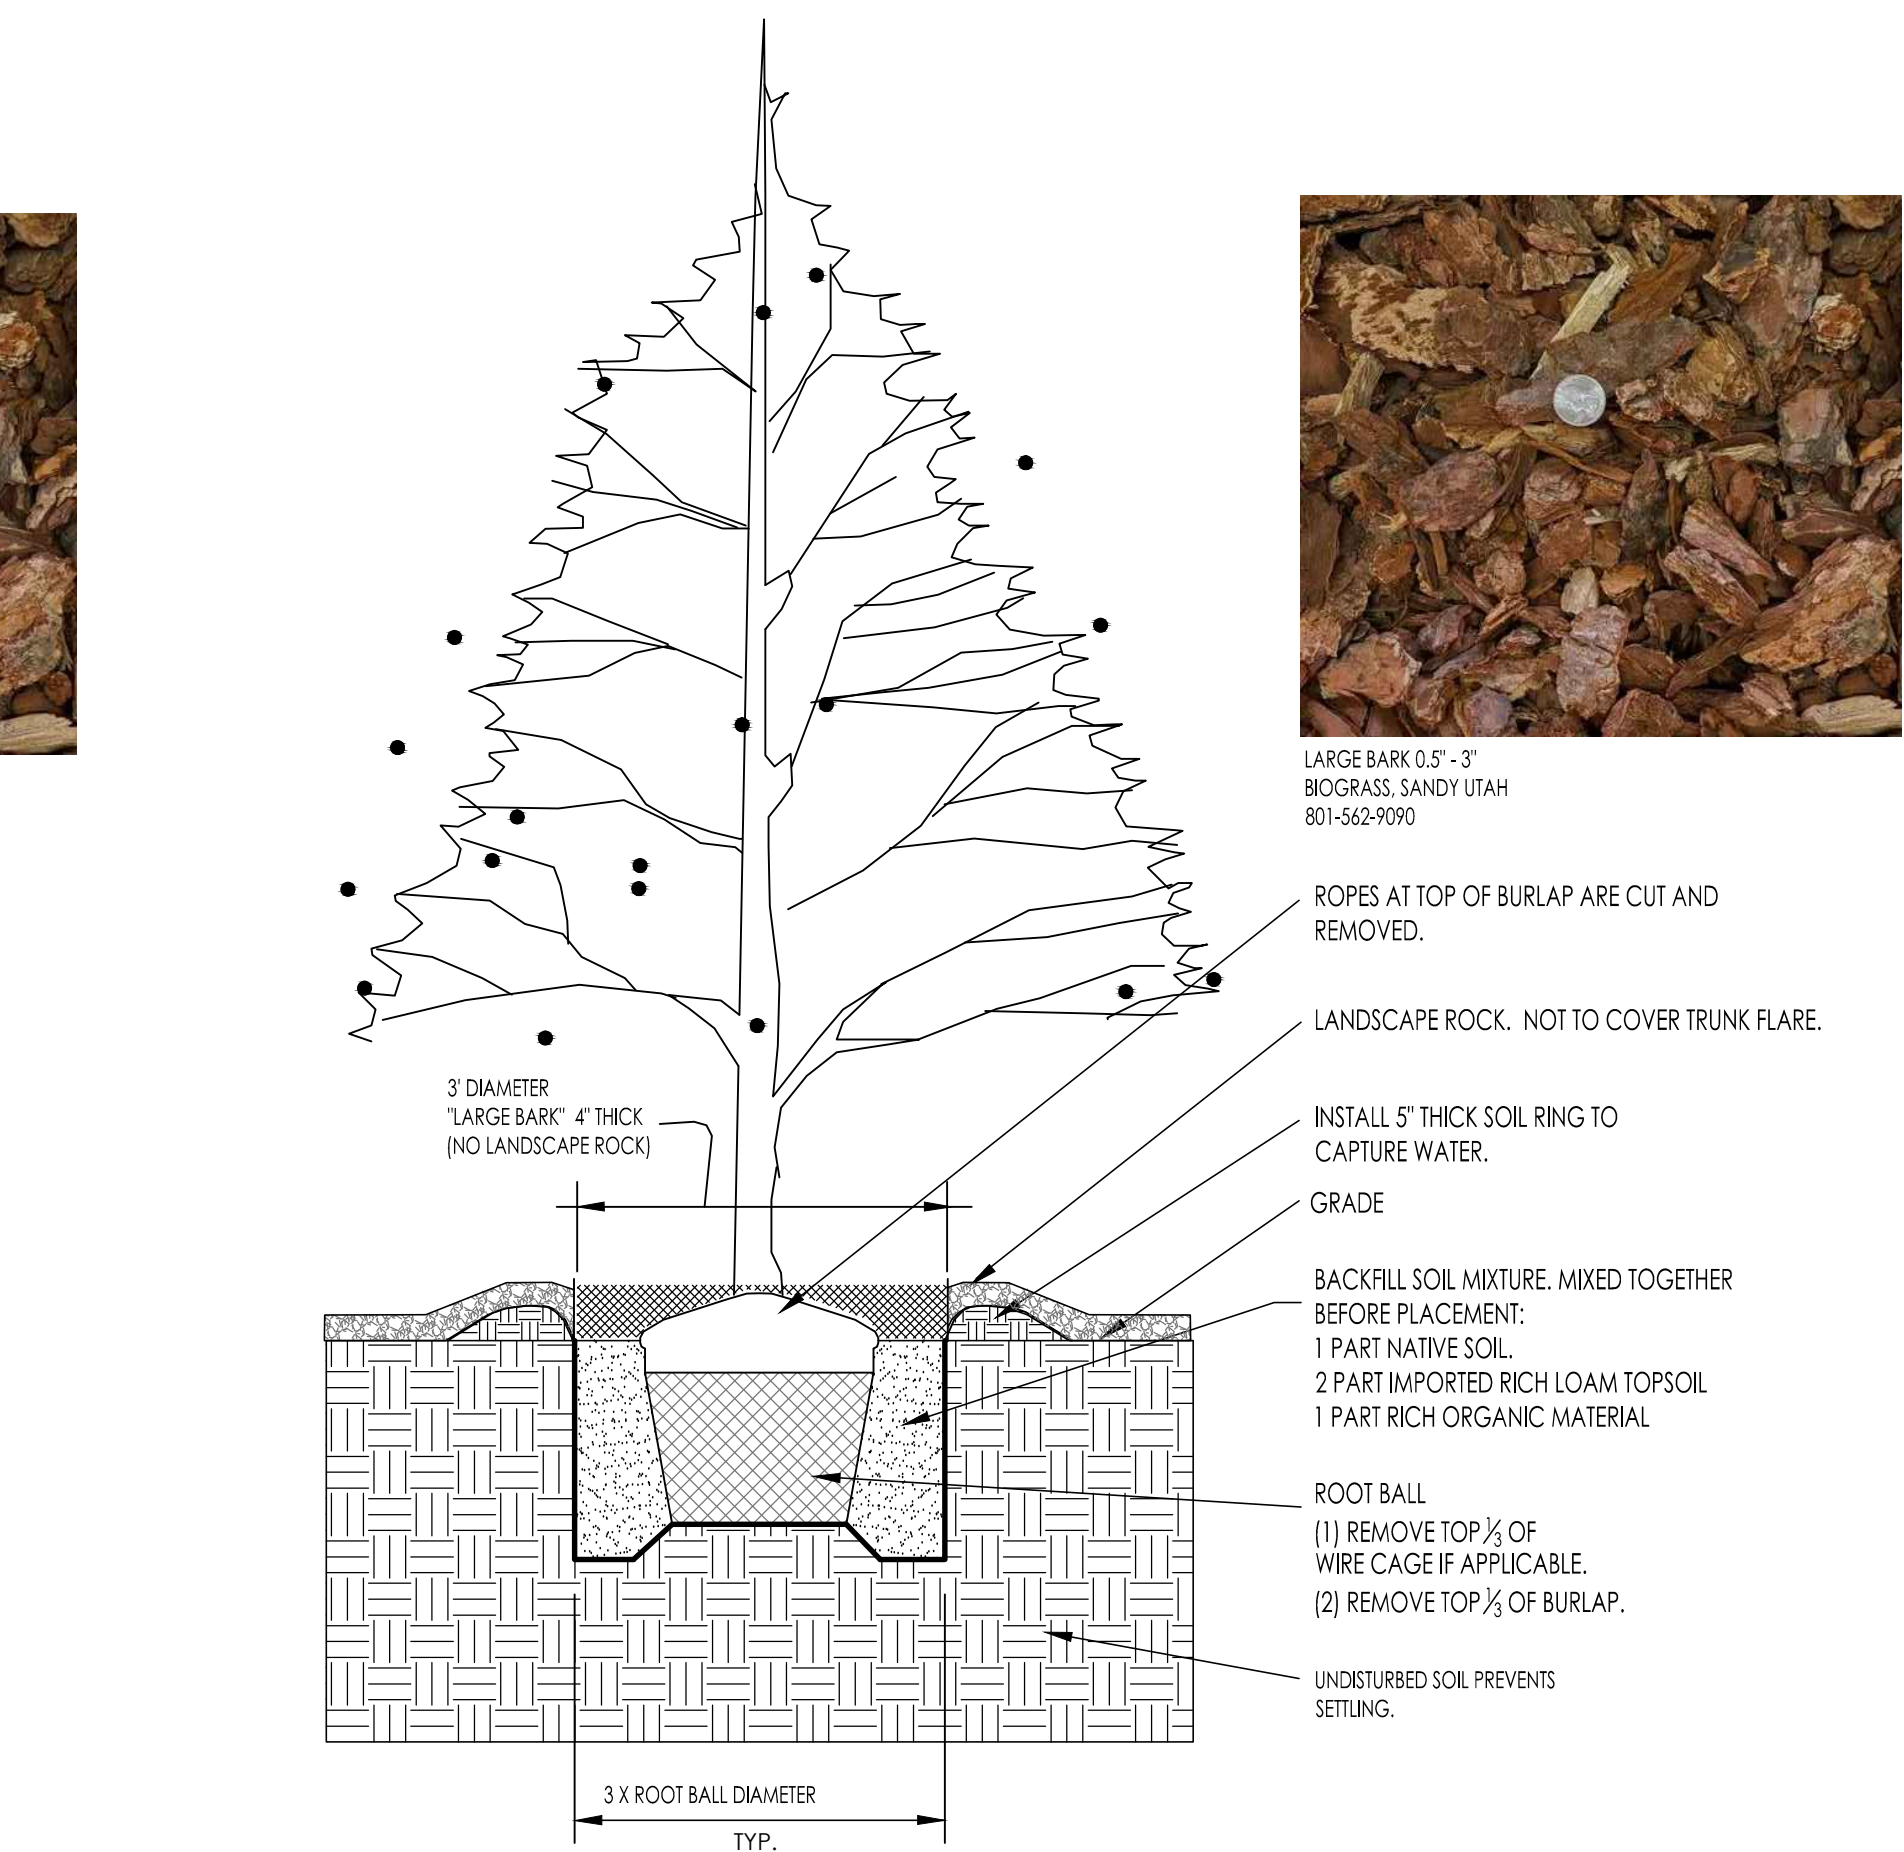 LARGE BARK 0.5" - 3"
BIOGRASS, SANDY UTAH
801-562-9090
ROPES AT TOP OF BURLAP ARE CUT AND
REMOVED.
LANDSCAPE ROCK. NOT TO COVER TRUNK FLARE.
3' DIAMETER
"LARGE BARK" 4" THICK
(NO LANDSCAPE ROCK)
INSTALL 5" THICK SOIL RING TO
CAPTURE WATER.
GRADE
BACKFILL SOIL MIXTURE. MIXED TOGETHER
BEFORE PLACEMENT:
1 PART NATIVE SOIL.
2 PART IMPORTED RICH LOAM TOPSOIL
1 PART RICH ORGANIC MATERIAL
ROOT BALL
(1) REMOVE TOP 1/3 OF
WIRE CAGE IF APPLICABLE.
(2) REMOVE TOP 1/3 OF BURLAP.
UNDISTURBED SOIL PREVENTS
SETTLING.
3 X ROOT BALL DIAMETER
TYP.